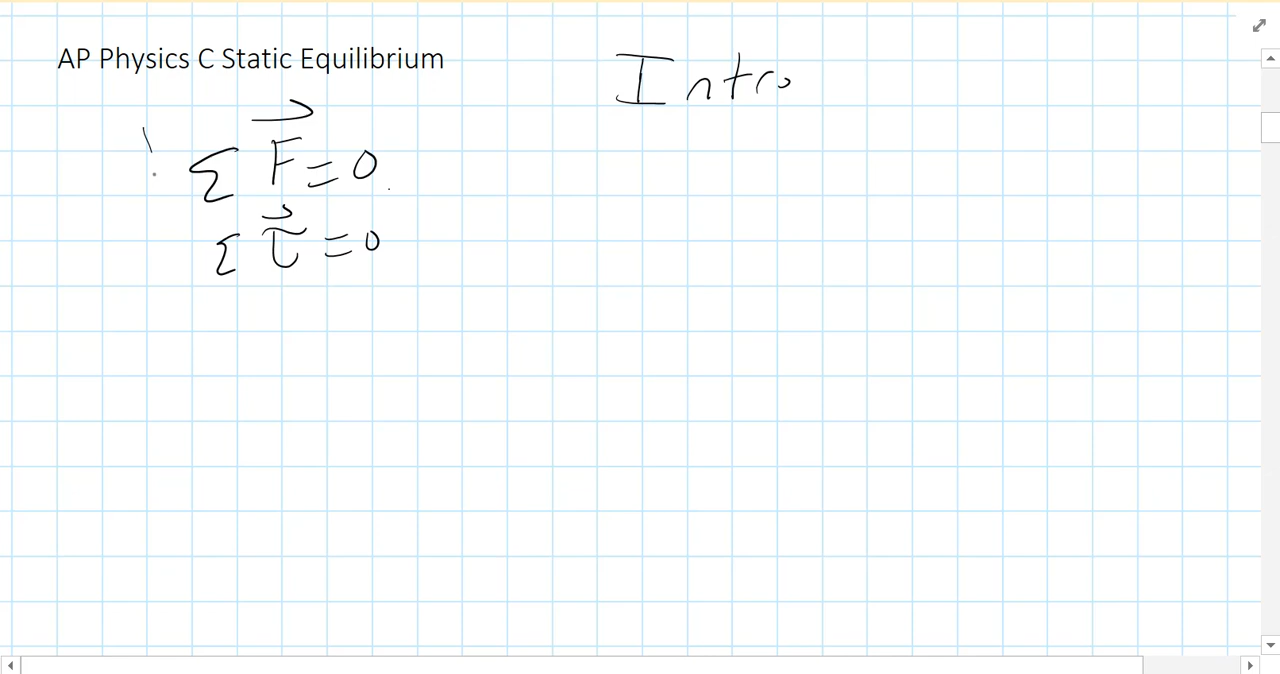 AP Physics C Static Equilibrium
Intro
Σ F⃗ = 0
Σ τ⃗ = 0